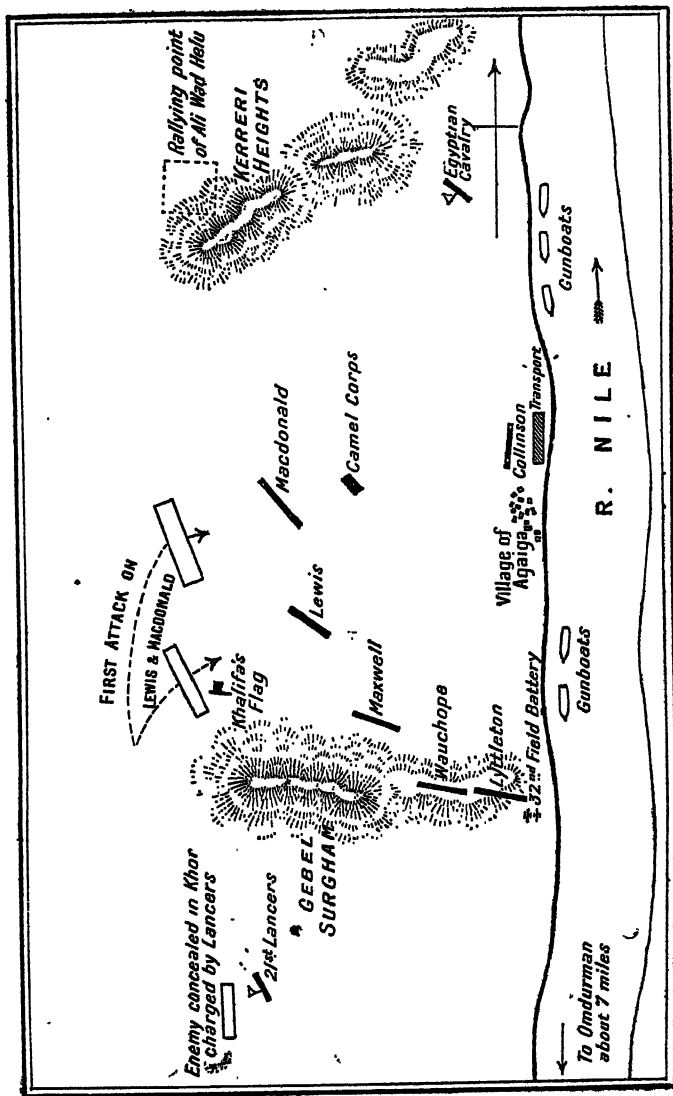 Rallying point
of Ali Wad Helu
KERRERI
HEIGHTS
Egyptian
Cavalry
Gunboats
FIRST ATTACK ON
LEWIS & MACDONALD
Macdonald
Camel Corps
Lewis
Khalifa's
Flag
Maxwell
Wauchope
Lyttleton
32nd Field Battery
Village of
Agaiga
Collinson
Transport
R. NILE
Gunboats
Enemy concealed in Khor
charged by Lancers
21st Lancers
GEBEL
SURGHAM
To Omdurman
about 7 miles